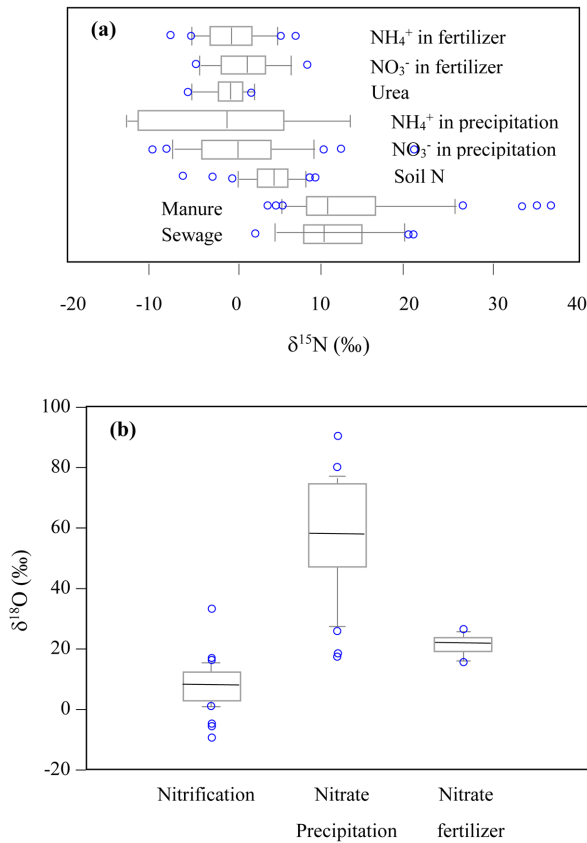 (a)
NH₄⁺ in fertilizer
NO₃⁻ in fertilizer
Urea
NH₄⁺ in precipitation
NO₃⁻ in precipitation
Soil N
Manure
Sewage
-20 -10 0 10 20 30 40
δ¹⁵N (‰)
(b)
100
80
60
40
20
0
-20
δ¹⁸O (‰)
Nitrification Nitrate Nitrate
Precipitation fertilizer